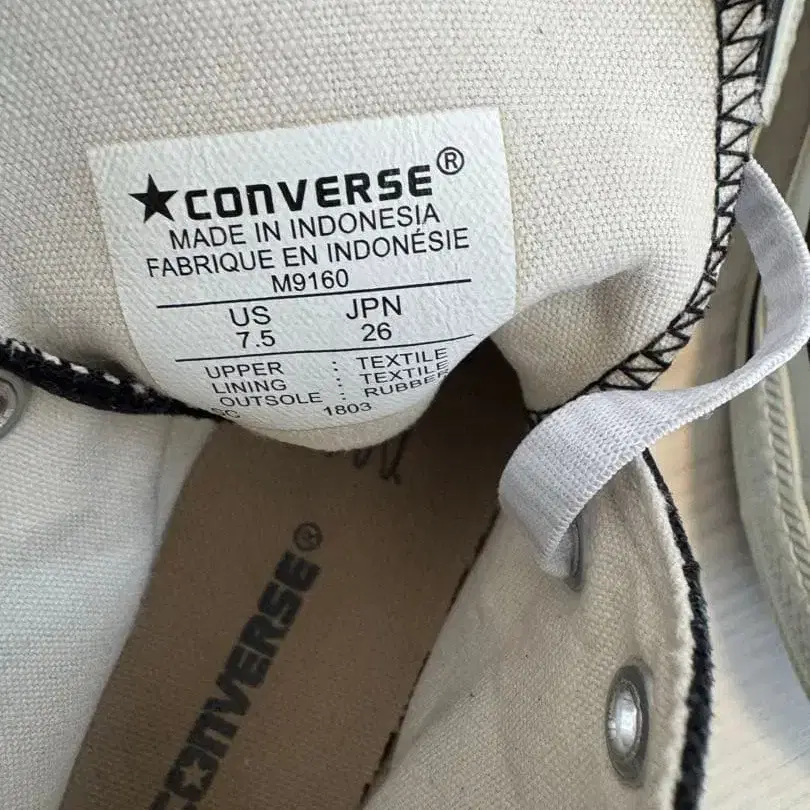 ★CONVERSE®
MADE IN INDONESIA
FABRIQUE EN INDONÉSIE
M9160
US JPN
7.5 26
UPPER : TEXTILE
LINING : TEXTILE
OUTSOLE : RUBBER
1803
CONVERSE®